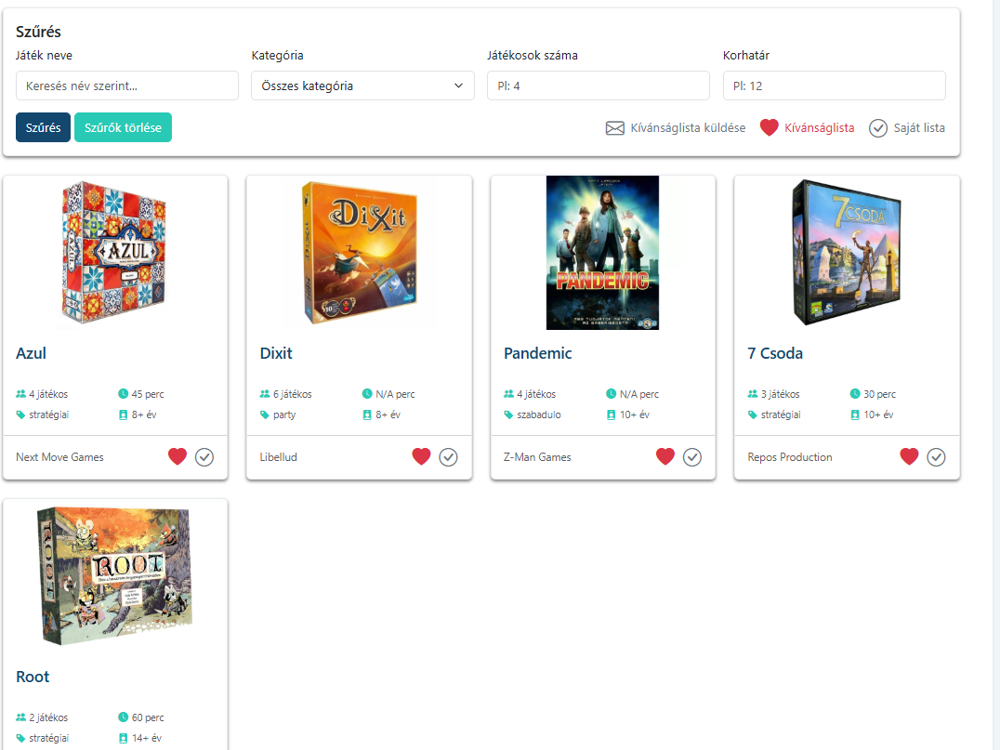 Szűrés
Játék neve Kategória Játékosok száma Korhatár
Keresés név szerint... Összes kategória Pl: 4 Pl: 12
Szűrés Szűrők törlése Kívánságlista küldése Kívánságlista Saját lista
AZUL
AZUL
DiXit
DIXIT
PANDEMIC
7 CSODA
Azul Dixit Pandemic 7 Csoda
4 játékos 45 perc 6 játékos N/A perc 4 játékos N/A perc 3 játékos 30 perc
stratégiai 8+ év party 8+ év szabadulo 10+ év stratégiai 10+ év
Next Move Games Libellud Z-Man Games Repos Production
ROOT
ROOT
Root
2 játékos 60 perc
stratégiai 14+ év